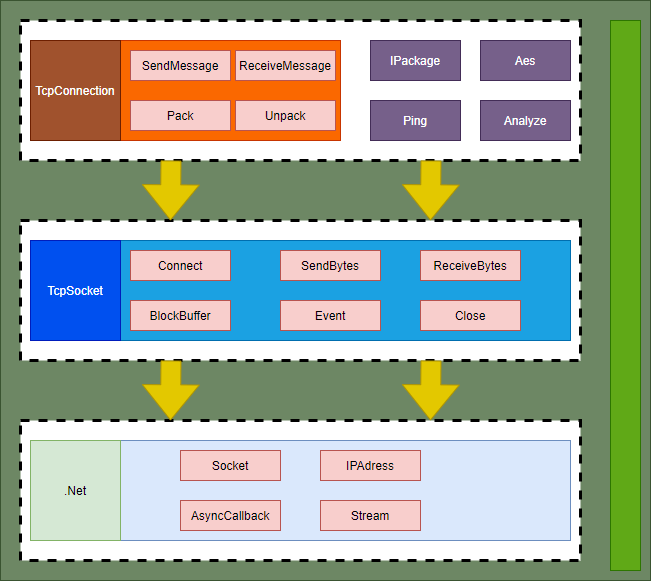 TcpConnection
SendMessage
ReceiveMessage
Pack
Unpack
IPackage
Aes
Ping
Analyze
TcpSocket
Connect
SendBytes
ReceiveBytes
BlockBuffer
Event
Close
.Net
Socket
IPAdress
AsyncCallback
Stream